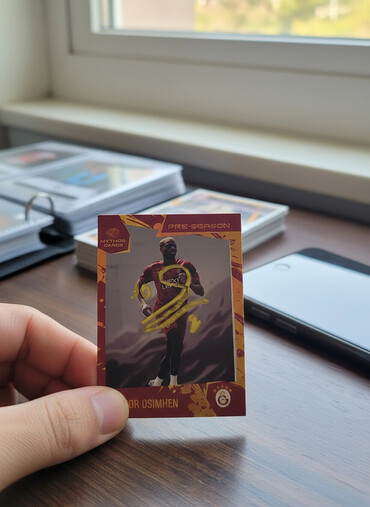 PRE-SEASON
MYTHOS
CARDS
OR OSIMHEN